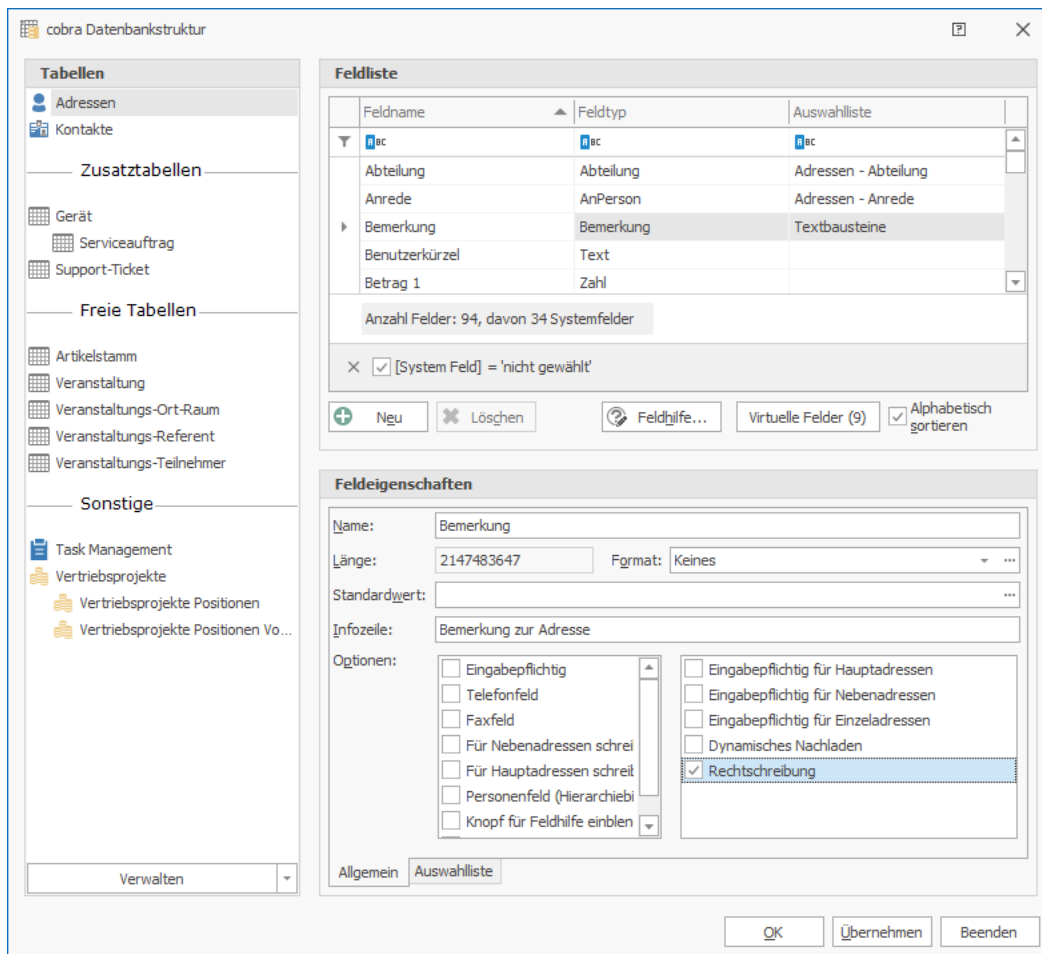 cobra Datenbankstruktur
Tabellen
Adressen
Kontakte
Zusatztabellen
Gerät
Serviceauftrag
Support-Ticket
Freie Tabellen
Artikelstamm
Veranstaltung
Veranstaltungs-Ort-Raum
Veranstaltungs-Referent
Veranstaltungs-Teilnehmer
Sonstige
Task Management
Vertriebsprojekte
Vertriebsprojekte Positionen
Vertriebsprojekte Positionen Vo...
Verwalten
Feldliste
Feldname Feldtyp Auswahlliste
ABC ABC ABC
Abteilung Abteilung Adressen - Abteilung
Anrede AnPerson Adressen - Anrede
Bemerkung Bemerkung Textbausteine
Benutzerkürzel Text
Betrag 1 Zahl
Anzahl Felder: 94, davon 34 Systemfelder
[System Feld] = 'nicht gewählt'
Neu Löschen Feldhilfe... Virtuelle Felder (9) Alphabetisch
sortieren
Feldeigenschaften
Name: Bemerkung
Länge: 2147483647 Format: Keines
Standardwert:
Infozeile: Bemerkung zur Adresse
Optionen:
Eingabepflichtig
Telefonfeld
Faxfeld
Für Nebenadressen schrei
Für Hauptadressen schreib
Personenfeld (Hierarchiebi
Knopf für Feldhilfe einblen
Eingabepflichtig für Hauptadressen
Eingabepflichtig für Nebenadressen
Eingabepflichtig für Einzeladressen
Dynamisches Nachladen
Rechtschreibung
Allgemein Auswahlliste
OK Übernehmen Beenden